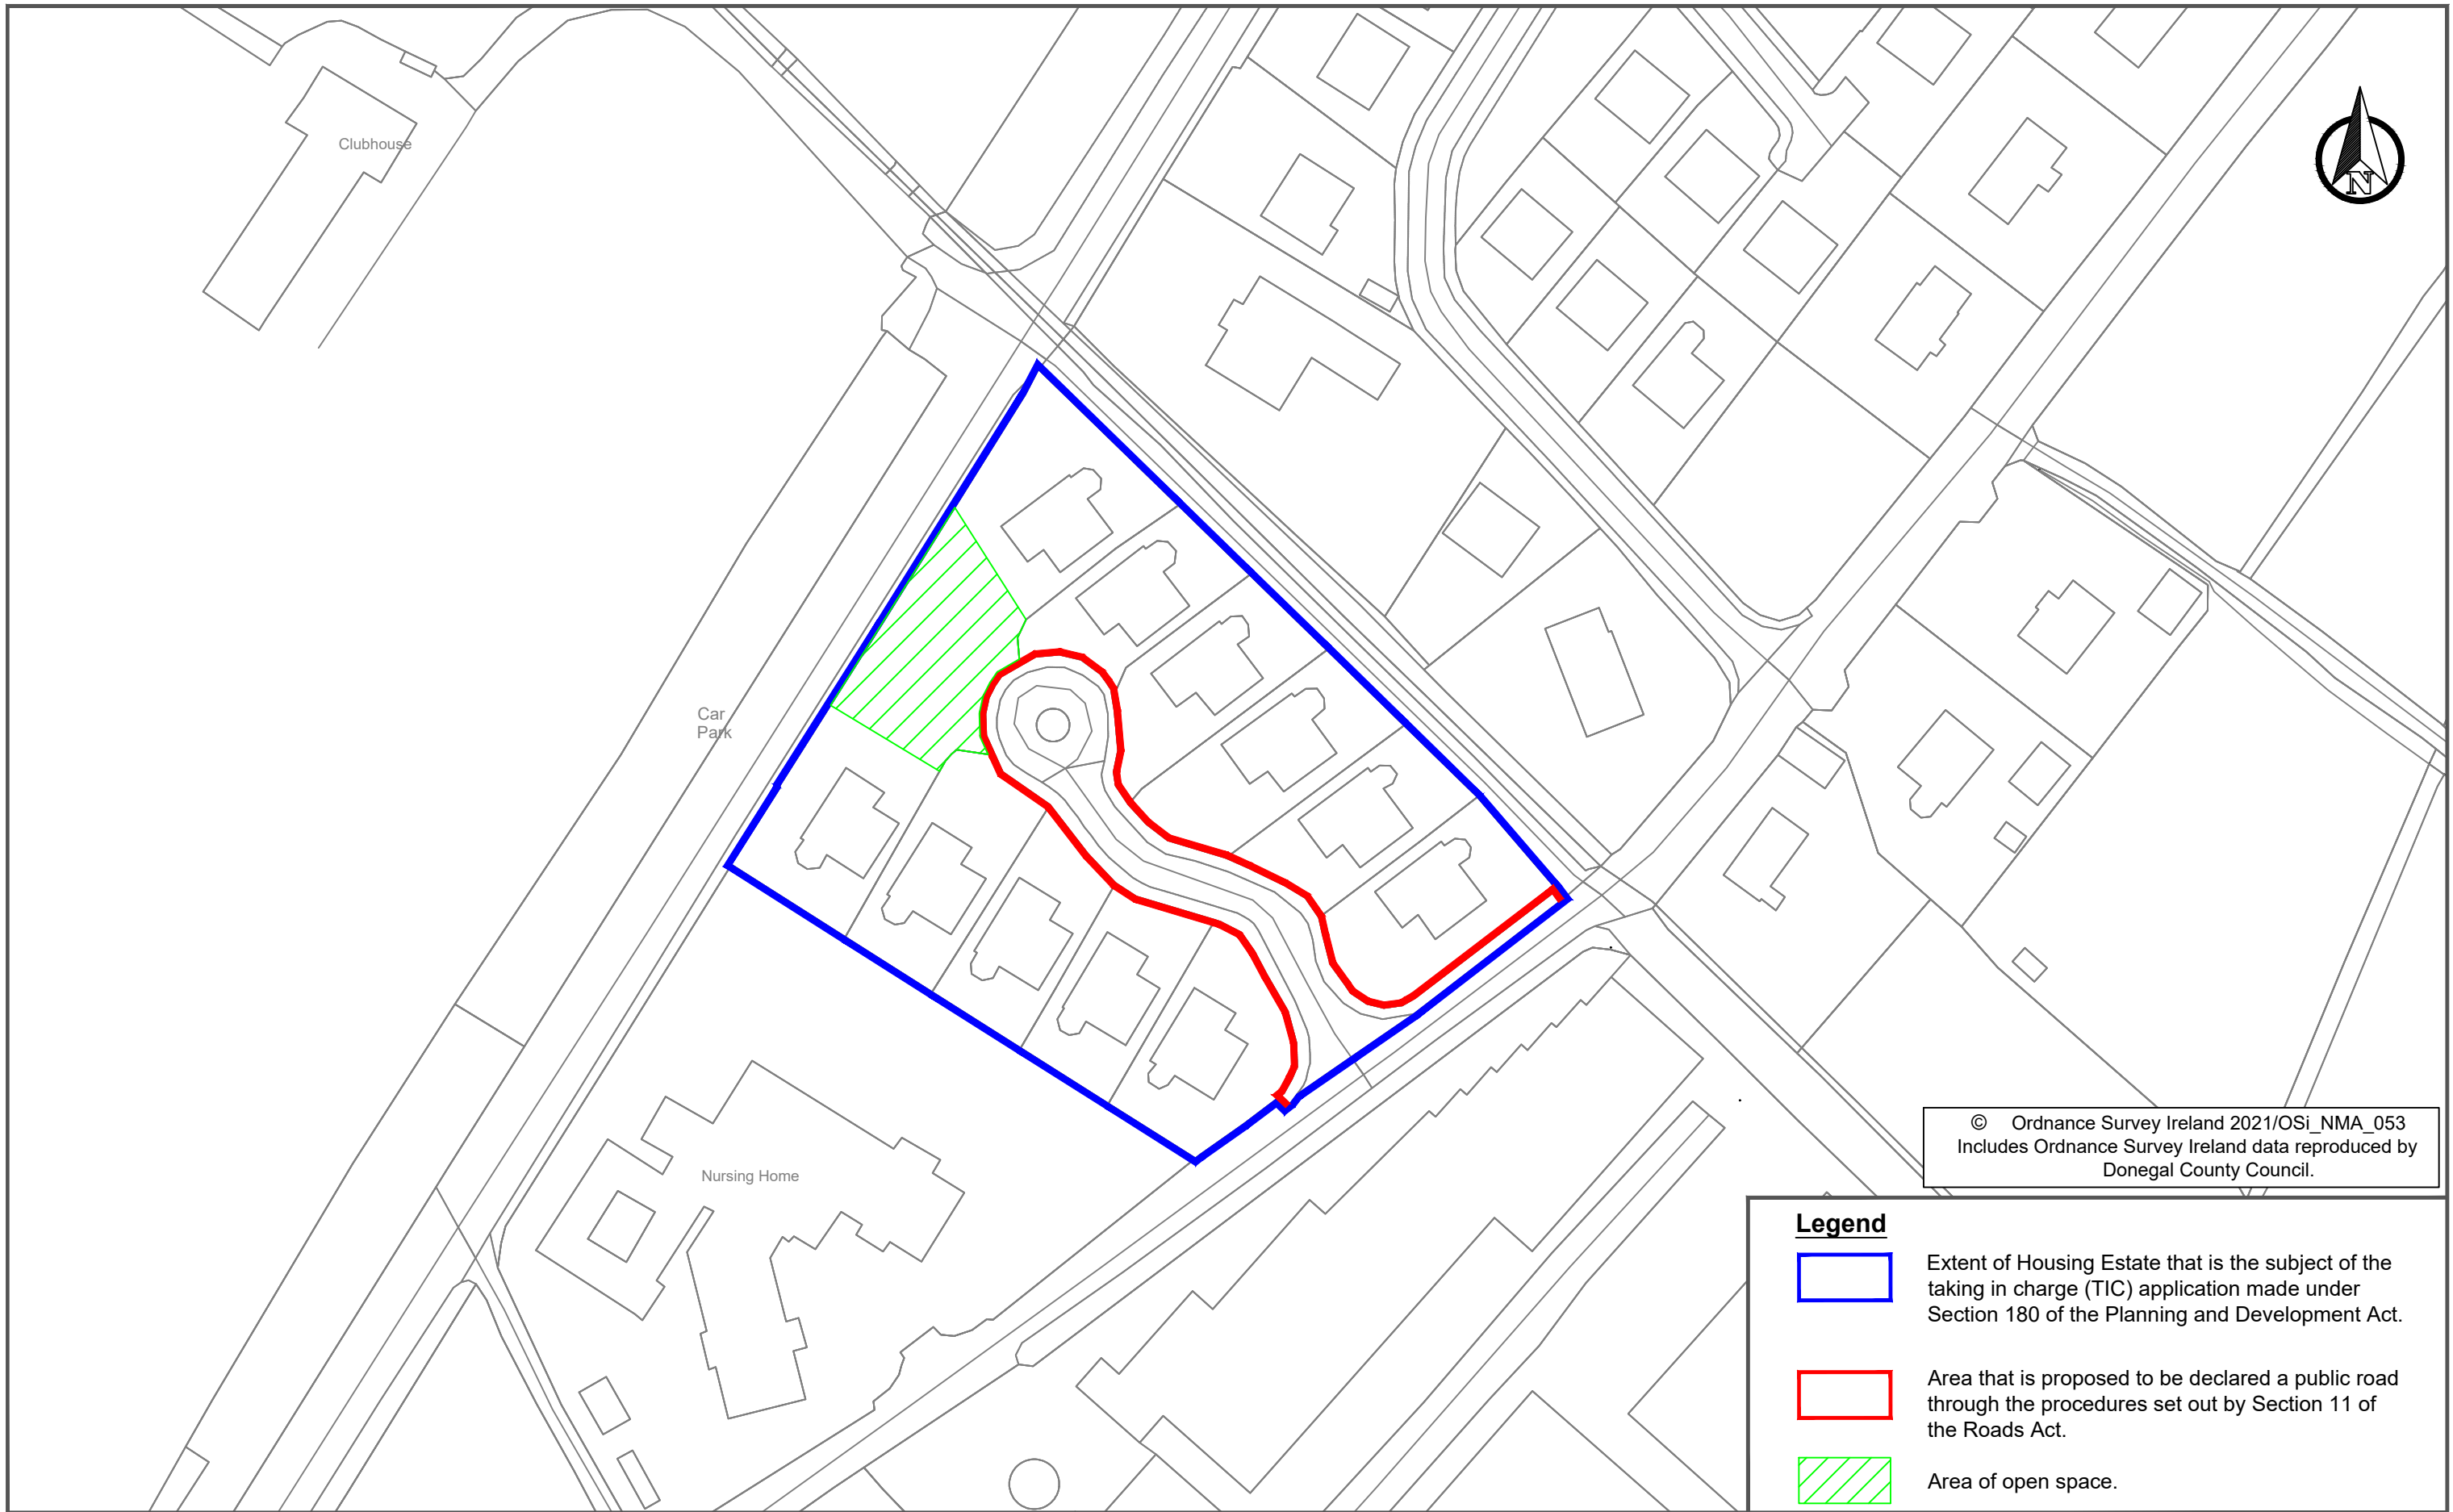 Clubhouse
N
Car
Park
Nursing Home
© Ordnance Survey Ireland 2021/OSi_NMA_053
Includes Ordnance Survey Ireland data reproduced by
Donegal County Council.
Legend
Extent of Housing Estate that is the subject of the
taking in charge (TIC) application made under
Section 180 of the Planning and Development Act.
Area that is proposed to be declared a public road
through the procedures set out by Section 11 of
the Roads Act.
Area of open space.